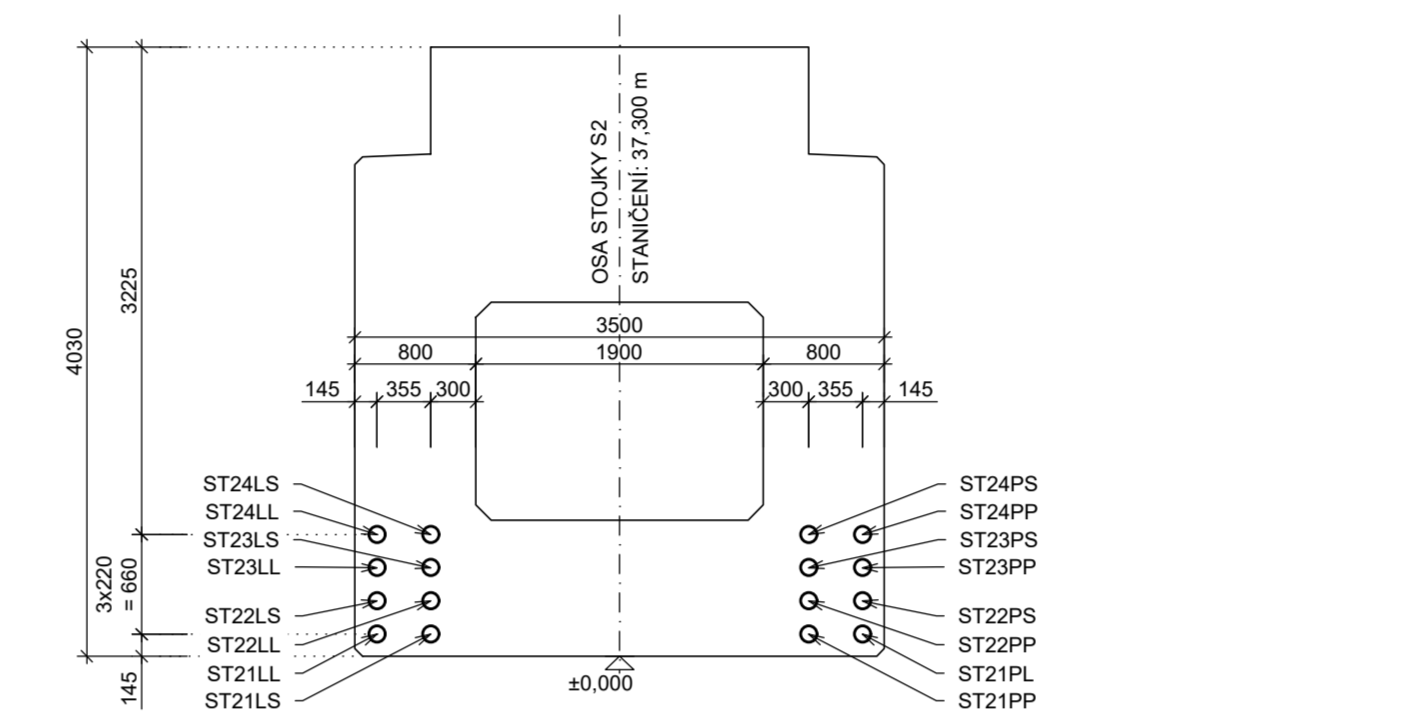 OSA STOJKY S2
STANIČENÍ: 37,300 m
4030
3225
3x220
= 660
145
3500
800
1900
800
145
355
300
300
355
145
ST24LS
ST24LL
ST23LS
ST23LL
ST22LS
ST22LL
ST21LL
ST21LS
ST24PS
ST24PP
ST23PS
ST23PP
ST22PS
ST22PP
ST21PL
ST21PP
±0,000